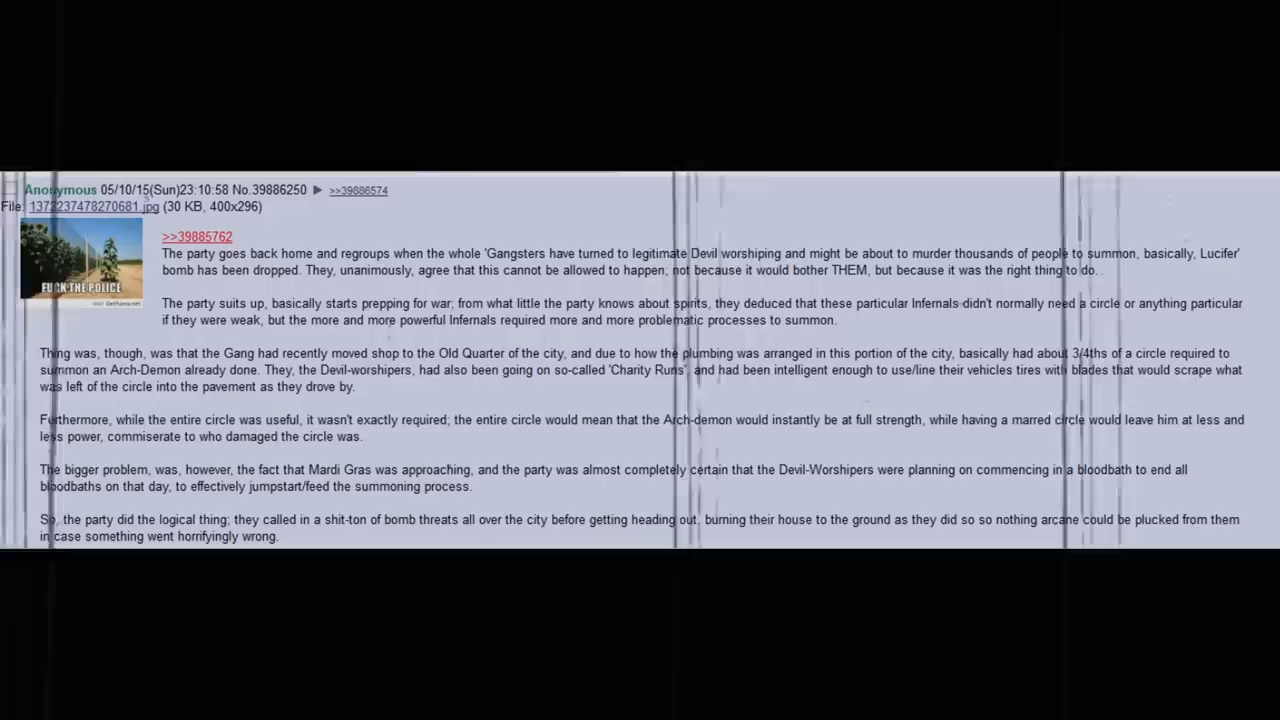 Anonymous 05/10/15(Sun)23:10:58 No.39886250 ▶ >>39886574
File: 1372237478270681.jpg (30 KB, 400x296)
FUCK THE POLICE
>>39885762
The party goes back home and regroups when the whole 'Gangsters have turned to legitimate Devil worshiping and might be about to murder thousands of people to summon, basically, Lucifer'
bomb has been dropped. They, unanimously, agree that this cannot be allowed to happen; not because it would bother THEM, but because it was the right thing to do.
The party suits up, basically starts prepping for war; from what little the party knows about spirits, they deduced that these particular Infernals didn't normally need a circle or anything particular
if they were weak, but the more and more powerful Infernals required more and more problematic processes to summon.
Thing was, though, was that the Gang had recently moved shop to the Old Quarter of the city, and due to how the plumbing was arranged in this portion of the city, basically had about 3/4ths of a circle required to
summon an Arch-Demon already done. They, the Devil-worshipers, had also been going on so-called 'Charity Runs', and had been intelligent enough to use/line their vehicles tires with blades that would scrape what
was left of the circle into the pavement as they drove by.
Furthermore, while the entire circle was useful, it wasn't exactly required; the entire circle would mean that the Arch-demon would instantly be at full strength, while having a marred circle would leave him at less and
less power, commiserate to who damaged the circle was.
The bigger problem, was, however, the fact that Mardi Gras was approaching, and the party was almost completely certain that the Devil-Worshipers were planning on commencing in a bloodbath to end all
bloodbaths on that day, to effectively jumpstart/feed the summoning process.
So, the party did the logical thing; they called in a shit-ton of bomb threats all over the city before getting heading out, burning their house to the ground as they did so so nothing arcane could be plucked from them
in case something went horrifyingly wrong.